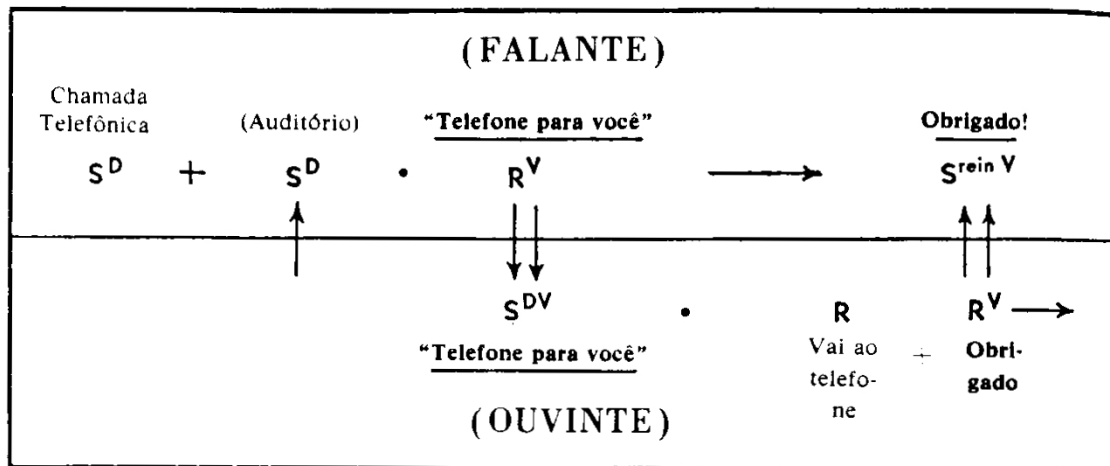 (FALANTE)
Chamada
Telefônica
(Auditório)
“Telefone para você”
Obrigado!
S^D + S^D • R^V → S^rein V
S^DV • R R^V →
“Telefone para você”
Vai ao
telefo-
ne
+
Obri-
gado
(OUVINTE)